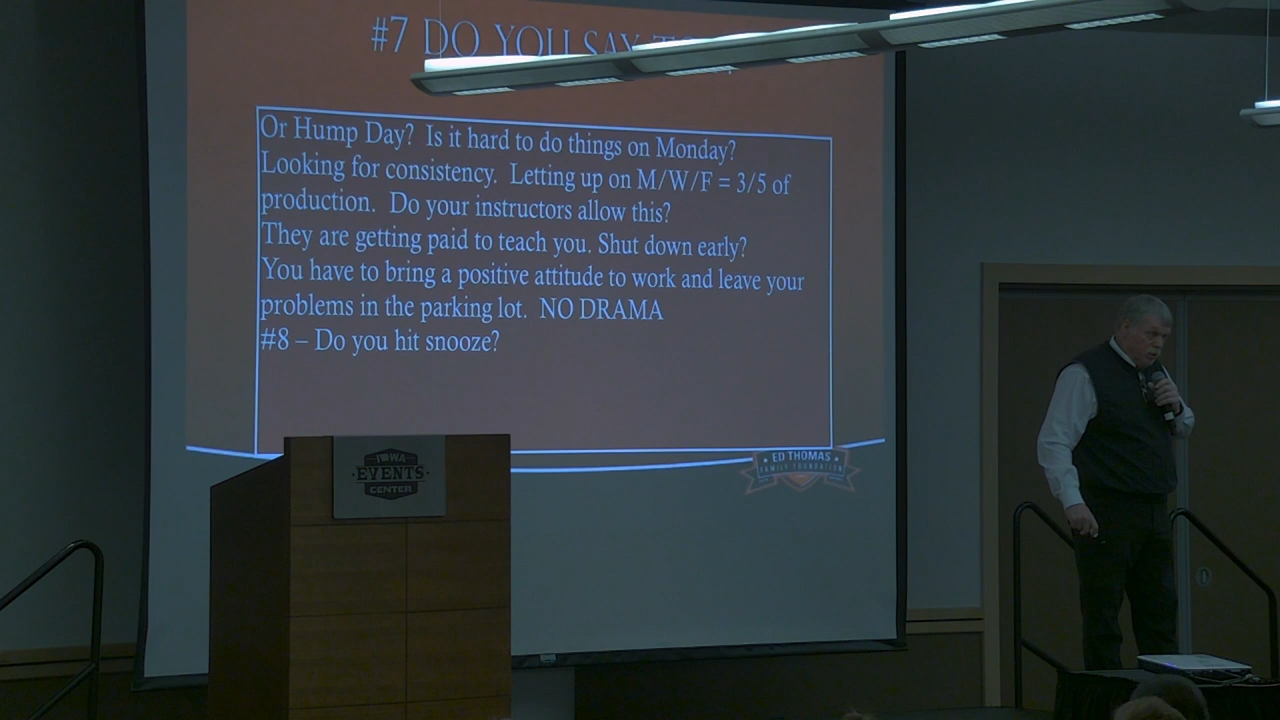 #7 DO YOU SAY
Or Hump Day? Is it hard to do things on Monday?
Looking for consistency. Letting up on M/W/F = 3/5 of
production. Do your instructors allow this?
They are getting paid to teach you. Shut down early?
You have to bring a positive attitude to work and leave your
problems in the parking lot. NO DRAMA
#8 – Do you hit snooze?
ED THOMAS
FAMILY FOUNDATION
IOWA
EVENTS
CENTER